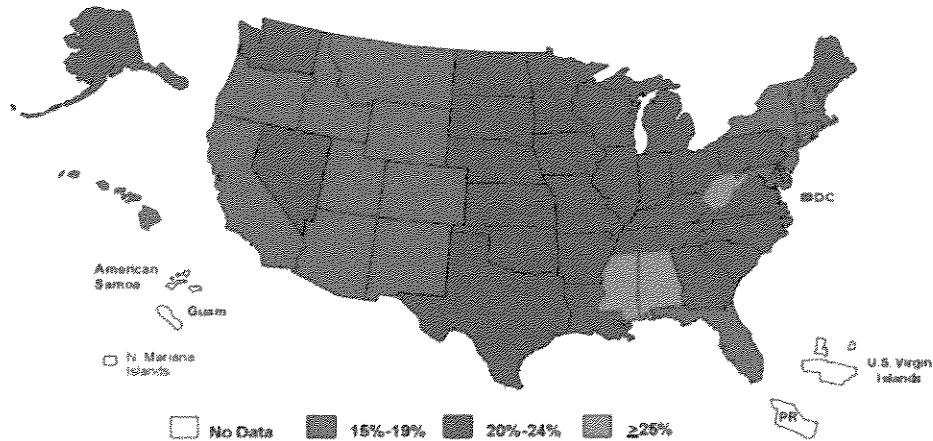 DC
American
Samoa
Guam
N. Mariana
Islands
U.S. Virgin
Islands
PR
No Data 15%-19% 20%-24% ≥25%